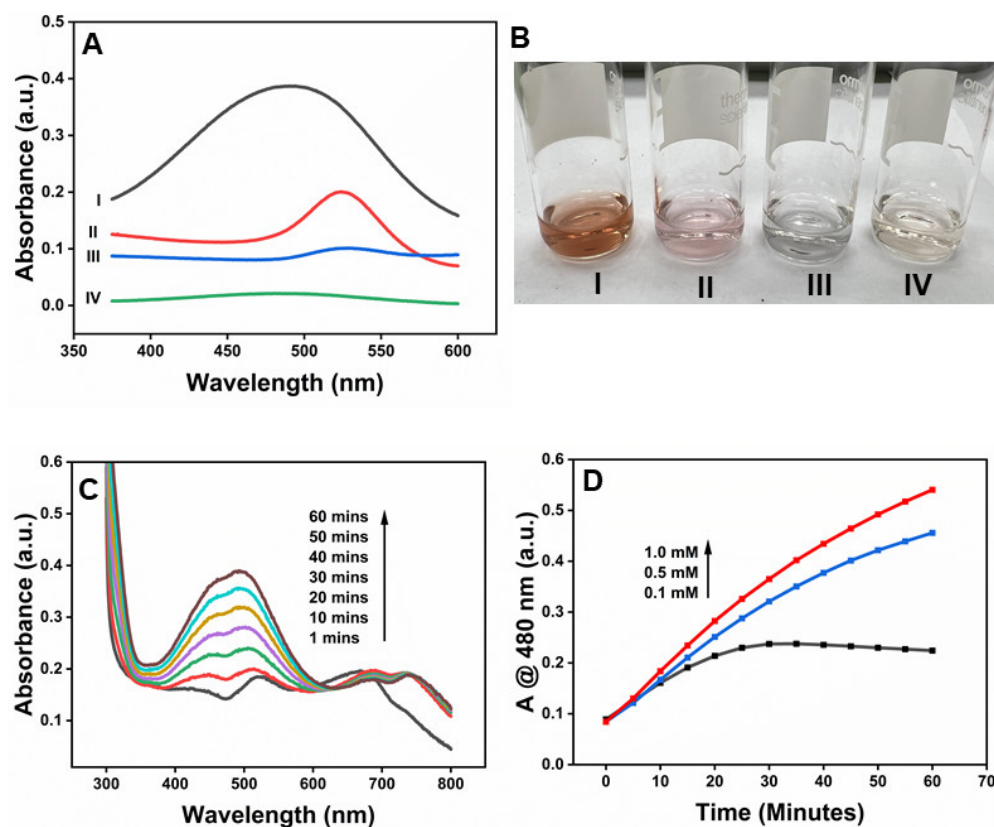 A
Absorbance (a.u.)
0.5
0.4
0.3
0.2
0.1
0.0
I
II
III
IV
350 400 450 500 550 600
Wavelength (nm)
B
I II III IV
C
Absorbance (a.u.)
0.6
0.5
0.4
0.3
0.2
0.1
60 mins
50 mins
40 mins
30 mins
20 mins
10 mins
1 mins
300 400 500 600 700 800
Wavelength (nm)
D
A @ 480 nm (a.u.)
0.6
0.5
0.4
0.3
0.2
0.1
0.0
1.0 mM
0.5 mM
0.1 mM
0 10 20 30 40 50 60 70
Time (Minutes)